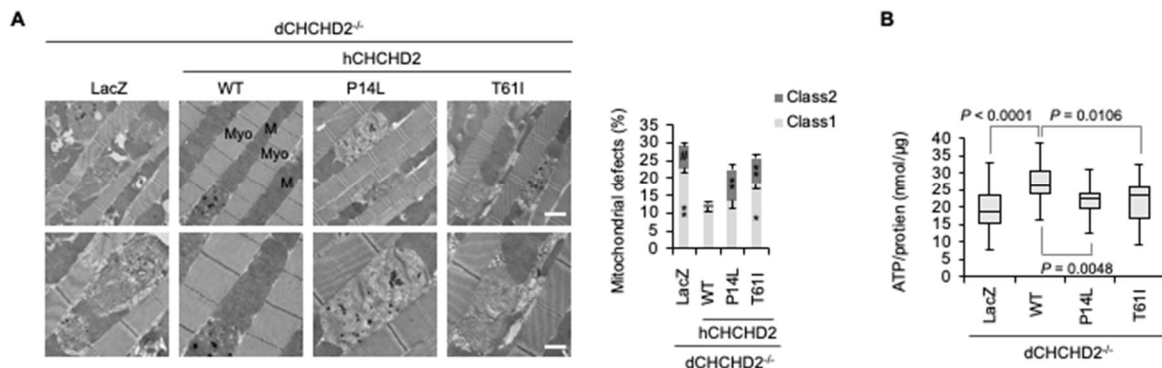 A
dCHCHD2-/-
hCHCHD2
LacZ WT P14L T61I
Myo M
Myo
M
Mitochondrial defects (%)
35
30
25
20
15
10
5
0
Class2
Class1
#
**
**
**
*
LacZ WT P14L T61I
hCHCHD2
dCHCHD2-/-
B
P < 0.0001 P = 0.0106
ATP/protien (nmol/µg)
45
40
35
30
25
20
15
10
5
0
P = 0.0048
LacZ WT P14L T61I
dCHCHD2-/-